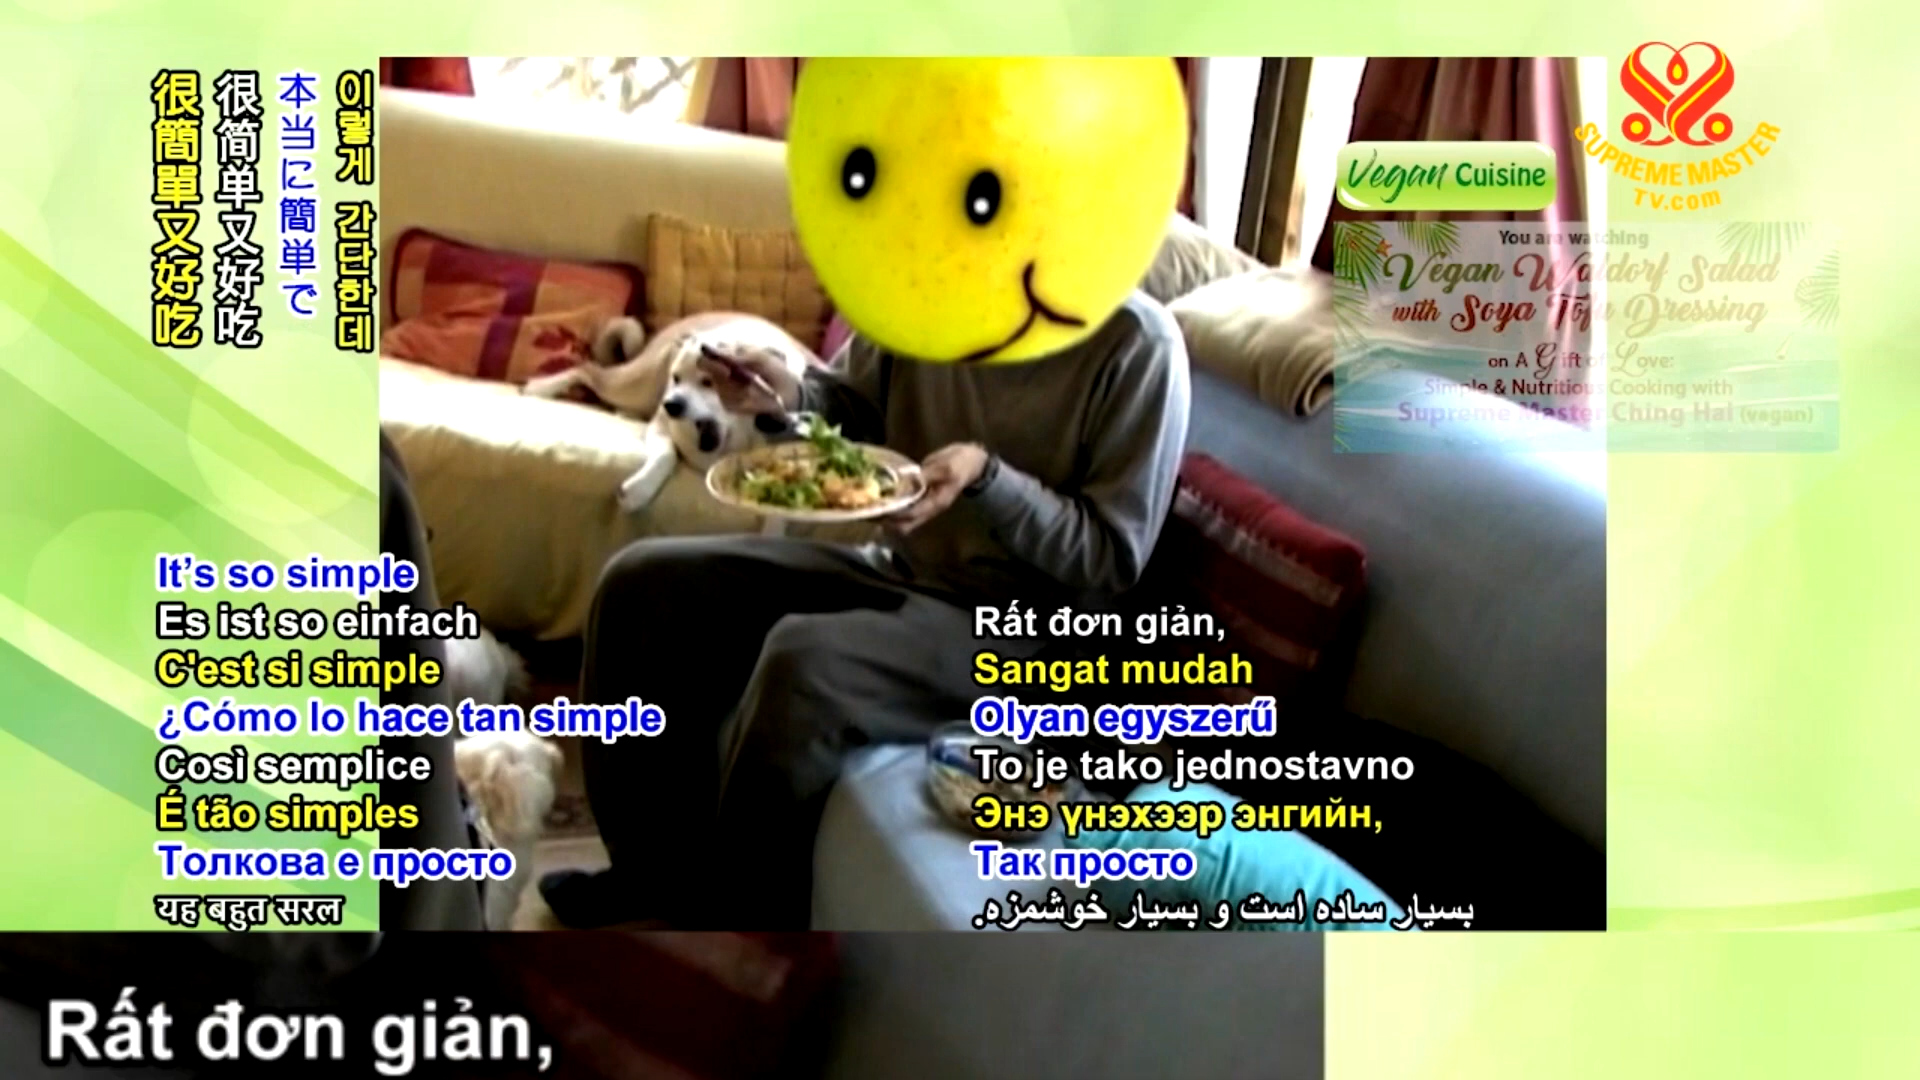 很簡單又好吃
很简单又好吃
本当に簡単で
이렇게 간단한데
SUPREME MASTER
TV.com
Vegan Cuisine
You are watching
Vegan Waldorf Salad
with Soya Tofu Dressing
on A Gift of Love:
Simple & Nutritious Cooking with
Supreme Master Ching Hai (vegan)
It's so simple
Es ist so einfach
C'est si simple
¿Cómo lo hace tan simple
Così semplice
É tão simples
Толкова е просто
यह बहुत सरल
Rất đơn giản,
Sangat mudah
Olyan egyszerű
To je tako jednostavno
Энэ үнэхээр энгийн,
Так просто
بسیار ساده است و بسیار خوشمزه.
Rất đơn giản,